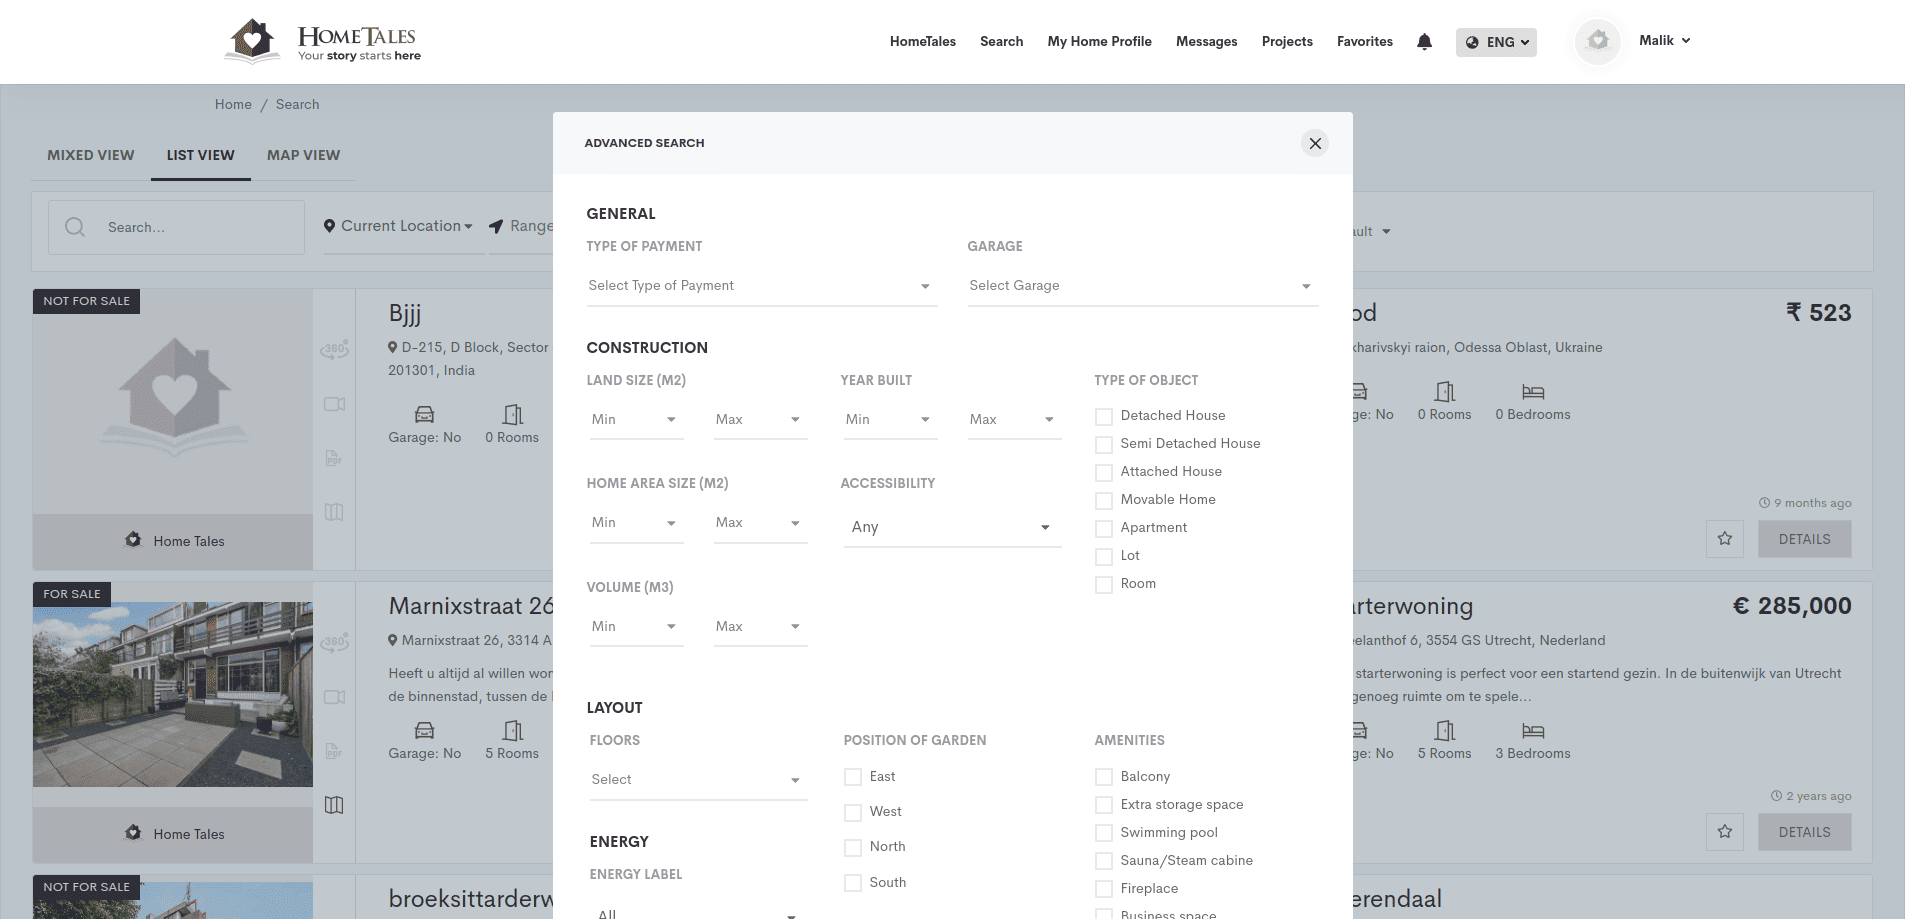 HOMETALES
Your story starts here
HomeTales
Search
My Home Profile
Messages
Projects
Favorites
ENG
Malik
Home / Search
MIXED VIEW
LIST VIEW
MAP VIEW
Search...
Current Location
Range
ault
ADVANCED SEARCH
GENERAL
TYPE OF PAYMENT
GARAGE
Select Type of Payment
Select Garage
CONSTRUCTION
LAND SIZE (M2)
YEAR BUILT
TYPE OF OBJECT
Min
Max
Min
Max
Detached House
Semi Detached House
Attached House
Movable Home
Apartment
Lot
Room
HOME AREA SIZE (M2)
ACCESSIBILITY
Min
Max
Any
VOLUME (M3)
Min
Max
LAYOUT
FLOORS
POSITION OF GARDEN
AMENITIES
Select
East
West
North
South
Balcony
Extra storage space
Swimming pool
Sauna/Steam cabine
Fireplace
Business space
ENERGY
ENERGY LABEL
All
NOT FOR SALE
Bjjj
D-215, D Block, Sector
201301, India
360°
PDF
Garage: No
0 Rooms
Home Tales
od
₹ 523
kharivskyi raion, Odessa Oblast, Ukraine
ge: No
0 Rooms
0 Bedrooms
9 months ago
DETAILS
FOR SALE
Marnixstraat 26
Marnixstraat 26, 3314 A
Heeft u altijd al willen won
de binnenstad, tussen de
360°
PDF
Garage: No
5 Rooms
Home Tales
arterwoning
€ 285,000
eelanthof 6, 3554 GS Utrecht, Nederland
starterwoning is perfect voor een startend gezin. In de buitenwijk van Utrecht
genoeg ruimte om te spele...
ge: No
5 Rooms
3 Bedrooms
2 years ago
DETAILS
NOT FOR SALE
broeksittarderw
erendaal